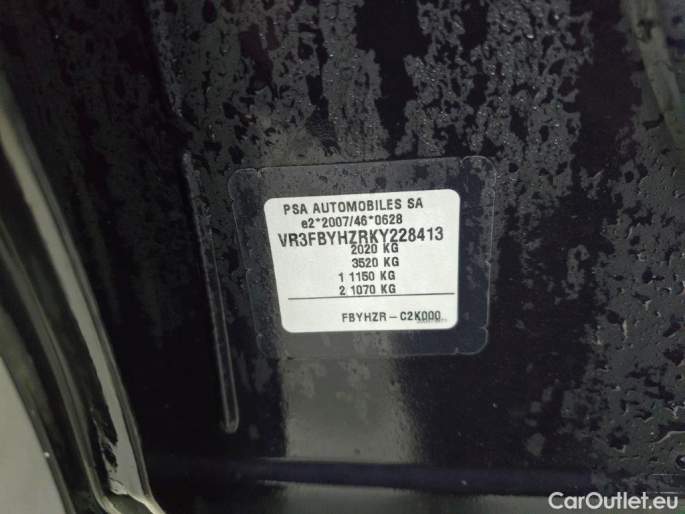 PSA AUTOMOBILES SA
e2*2007/46*0628
VR3FBYHZRKY228413
2020 KG
3520 KG
1 1150 KG
2 1070 KG
FBYHZR - C2K000
CarOutlet.eu